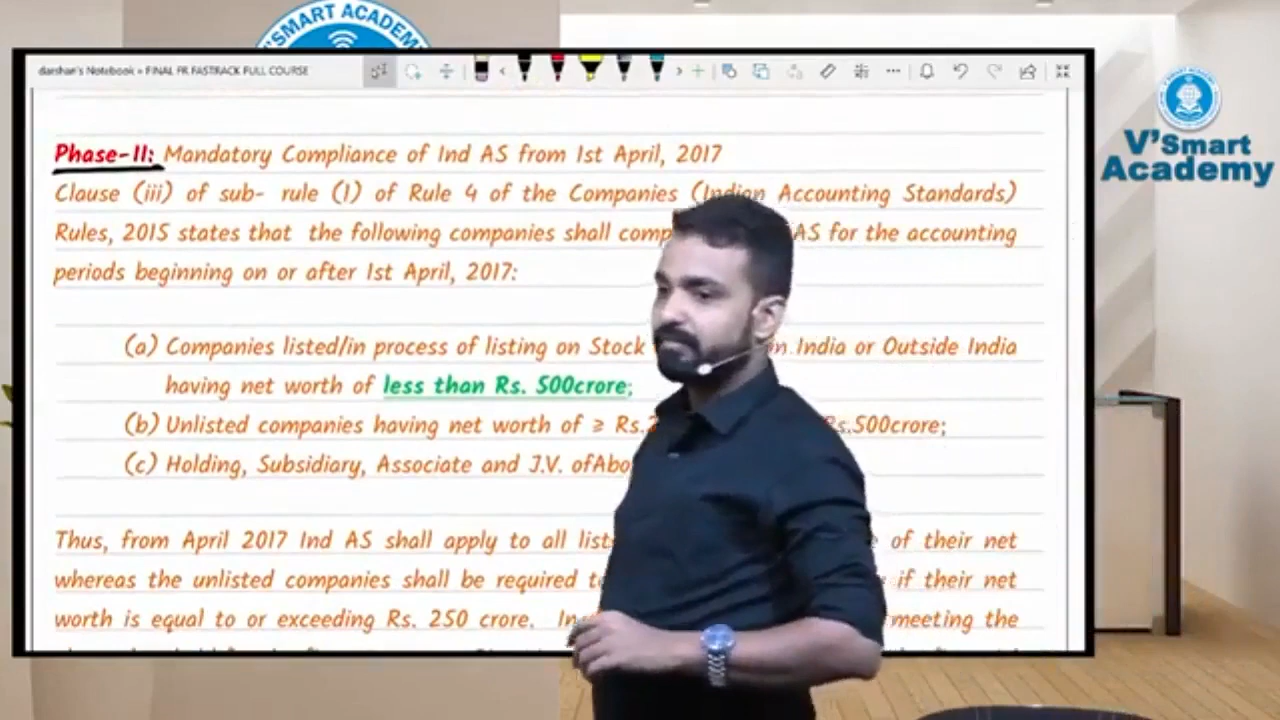 V'SMART ACADEMY
darshan's Notebook » FINAL FR FASTRACK FULL COURSE
V'Smart
Academy
Phase-II: Mandatory Compliance of Ind AS from 1st April, 2017
Clause (iii) of sub- rule (1) of Rule 4 of the Companies (Indian Accounting Standards)
Rules, 2015 states that the following companies shall AS for the accounting
periods beginning on or after 1st April, 2017:
(a) Companies listed/in process of listing on Stock in India or Outside India
having net worth of less than Rs. 500crore;
(b) Unlisted companies having net worth of ≥ Rs. Rs.500crore;
(c) Holding, Subsidiary, Associate and J.V. of
Thus, from April 2017 Ind AS shall apply to all of their net
whereas the unlisted companies shall be required if their net
worth is equal to or exceeding Rs. 250 crore. meeting the